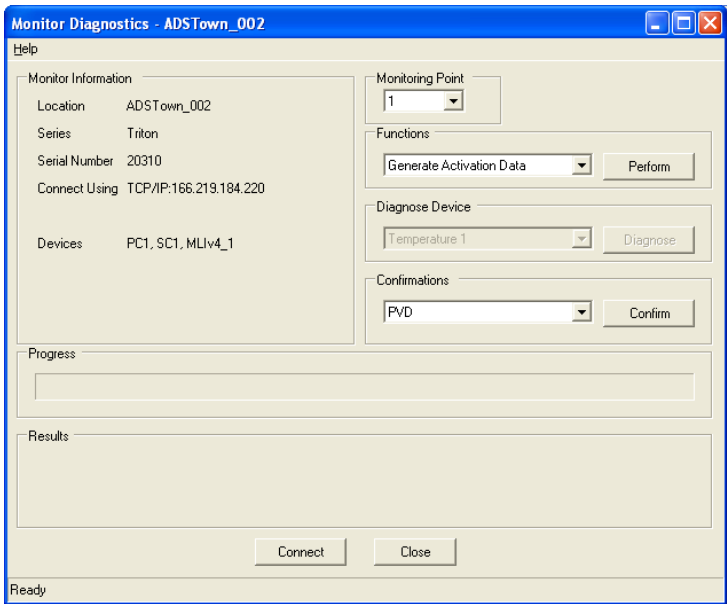 Monitor Diagnostics - ADSTown_002
Help
Monitor Information
Location ADSTown_002
Series Triton
Serial Number 20310
Connect Using TCP/IP:166.219.184.220
Devices PC1, SC1, MLIv4_1
Monitoring Point
1
Functions
Generate Activation Data Perform
Diagnose Device
Temperature 1 Diagnose
Confirmations
PVD Confirm
Progress
Results
Connect Close
Ready